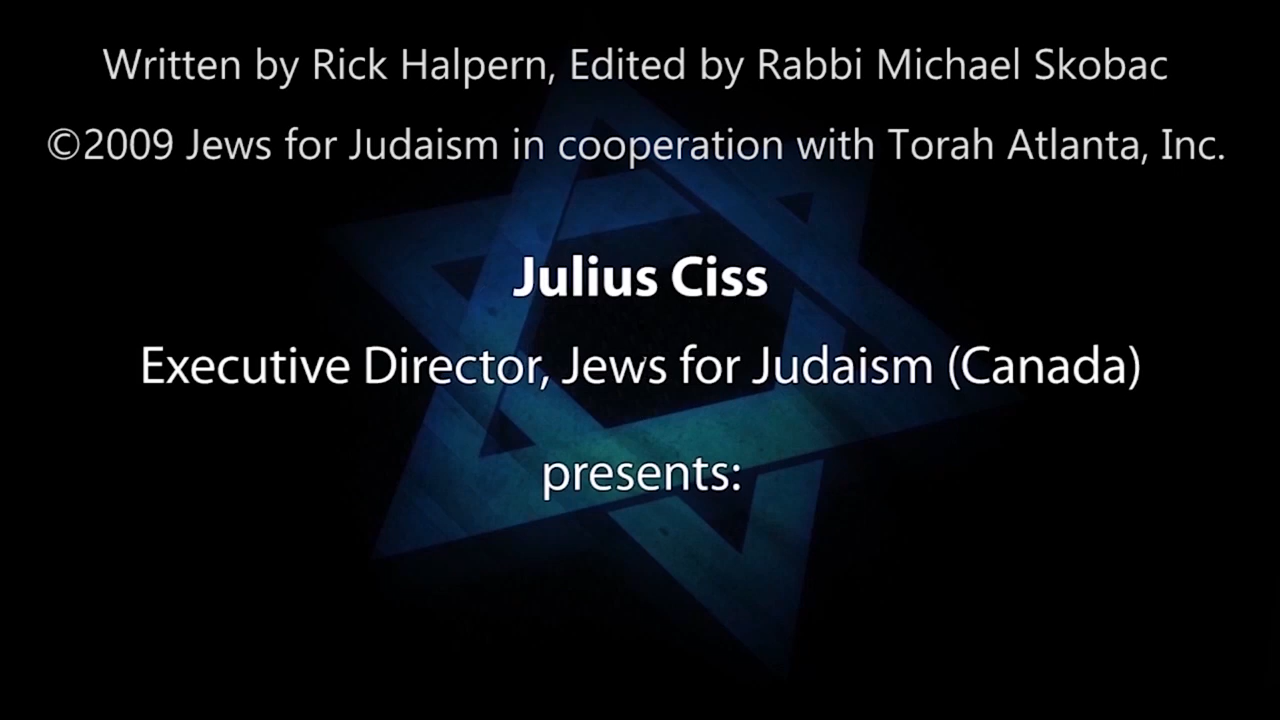 Written by Rick Halpern, Edited by Rabbi Michael Skobac
©2009 Jews for Judaism in cooperation with Torah Atlanta, Inc.
Julius Ciss
Executive Director, Jews for Judaism (Canada)
presents: